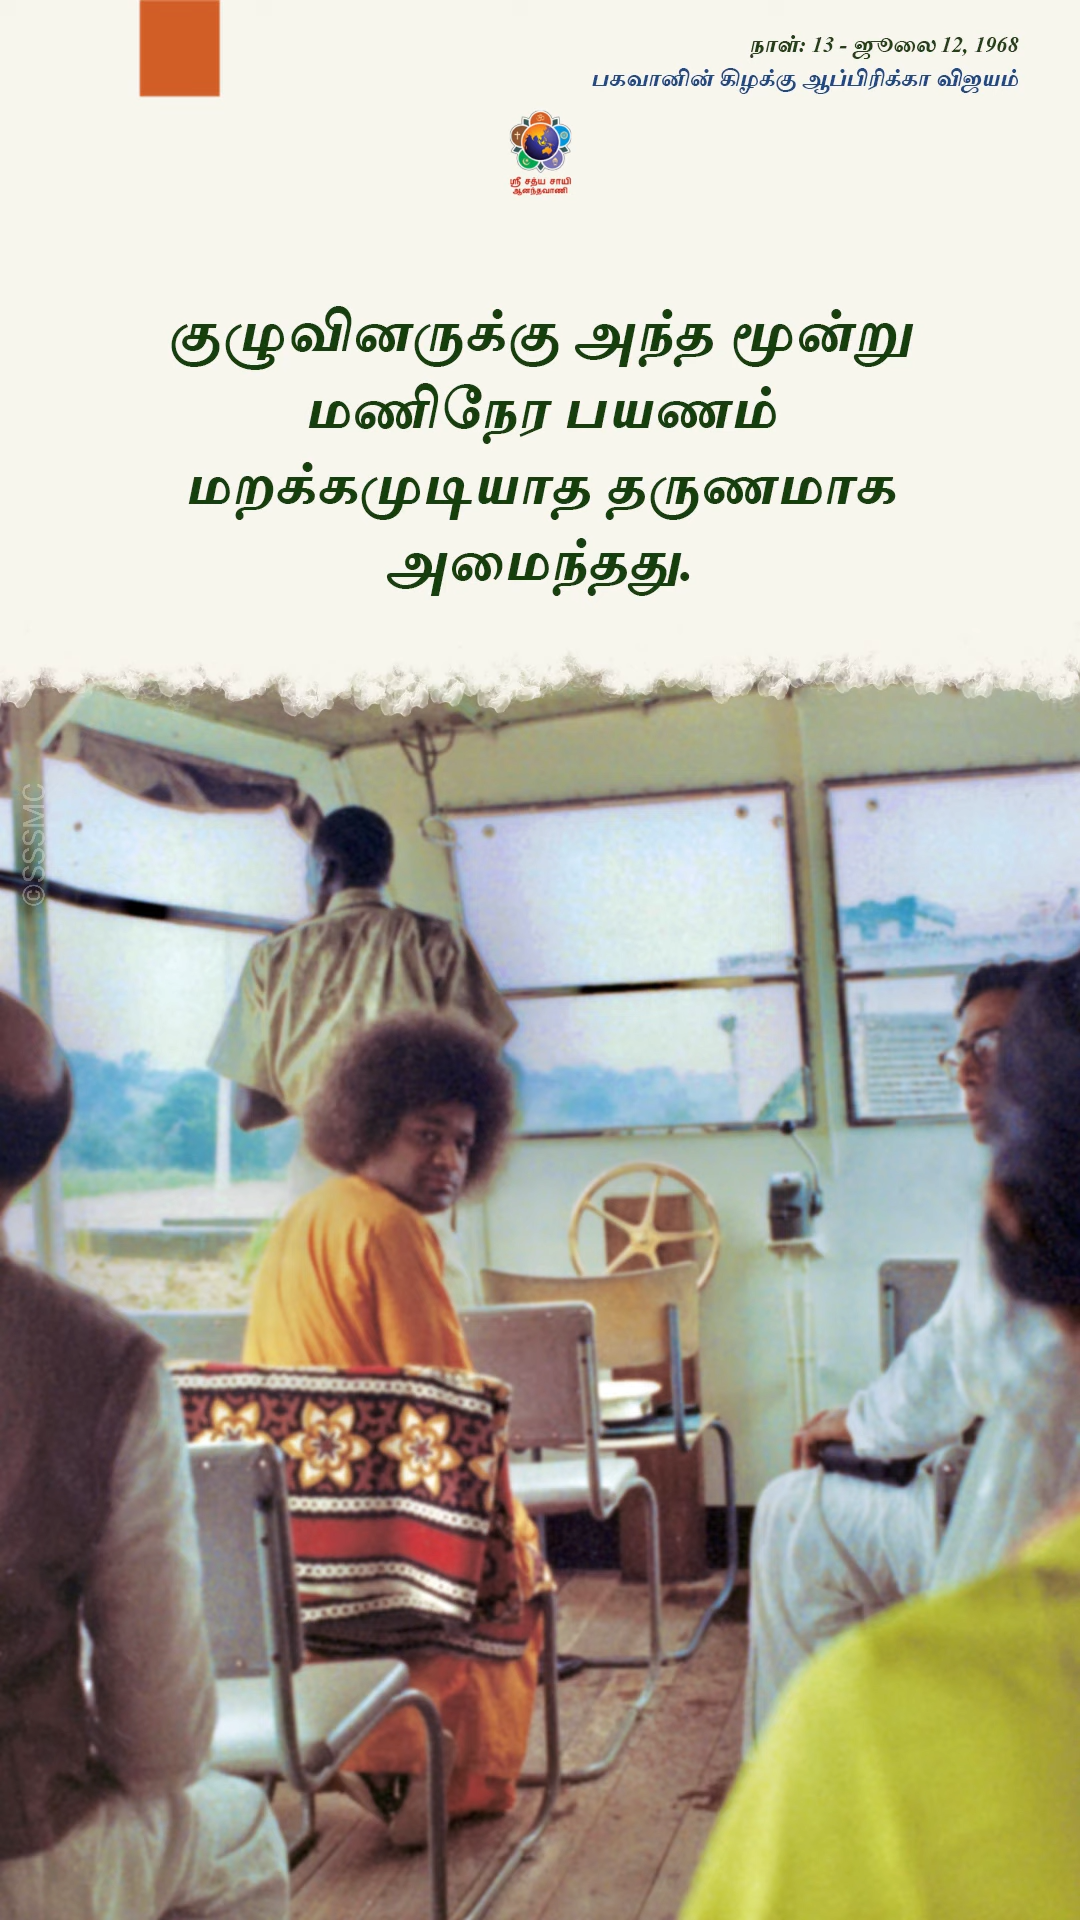 நாள்: 13 - ஜூலை 12, 1968
பகவானின் கிழக்கு ஆப்பிரிக்கா விஜயம்
ஸ்ரீ சத்ய சாயி
ஆனந்தவாணி
குழுவினருக்கு அந்த மூன்று
மணிநேர பயணம்
மறக்கமுடியாத தருணமாக
அமைந்தது.
©SSSMC